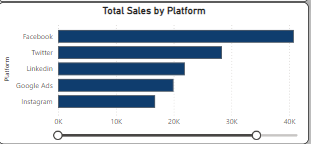 Total Sales by Platform
Platform
Facebook
Twitter
Linkedin
Google Ads
Instagram
0K 10K 20K 30K 40K